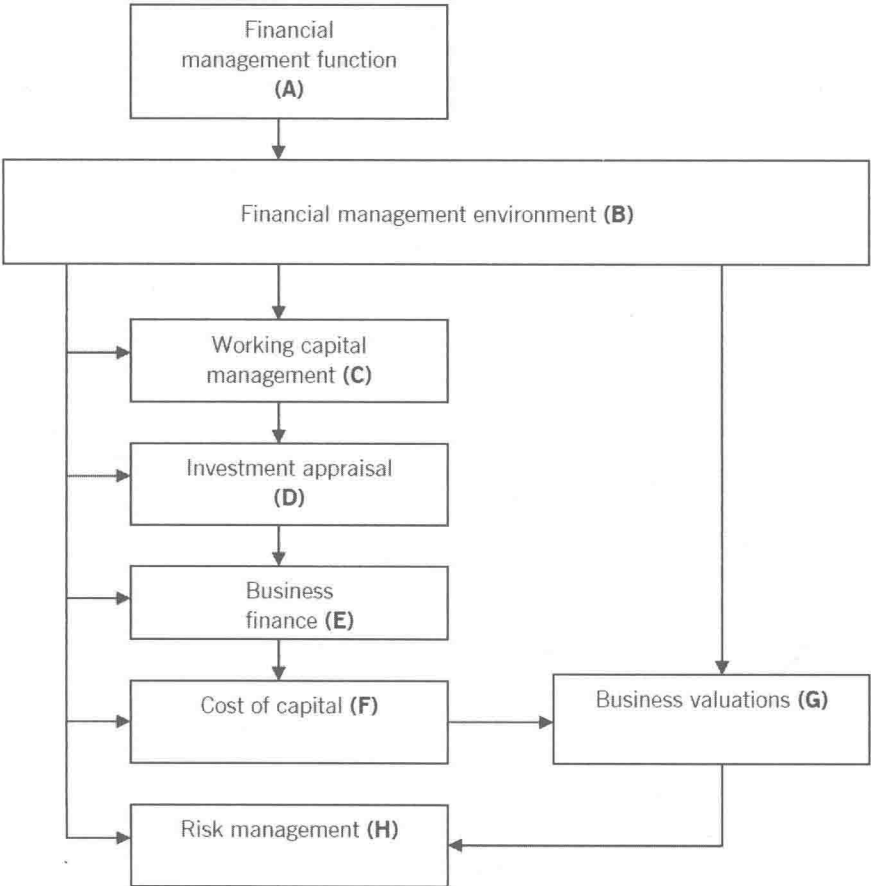 Financial
management function
(A)
Financial management environment (B)
Working capital
management (C)
Investment appraisal
(D)
Business
finance (E)
Cost of capital (F)
Business valuations (G)
Risk management (H)